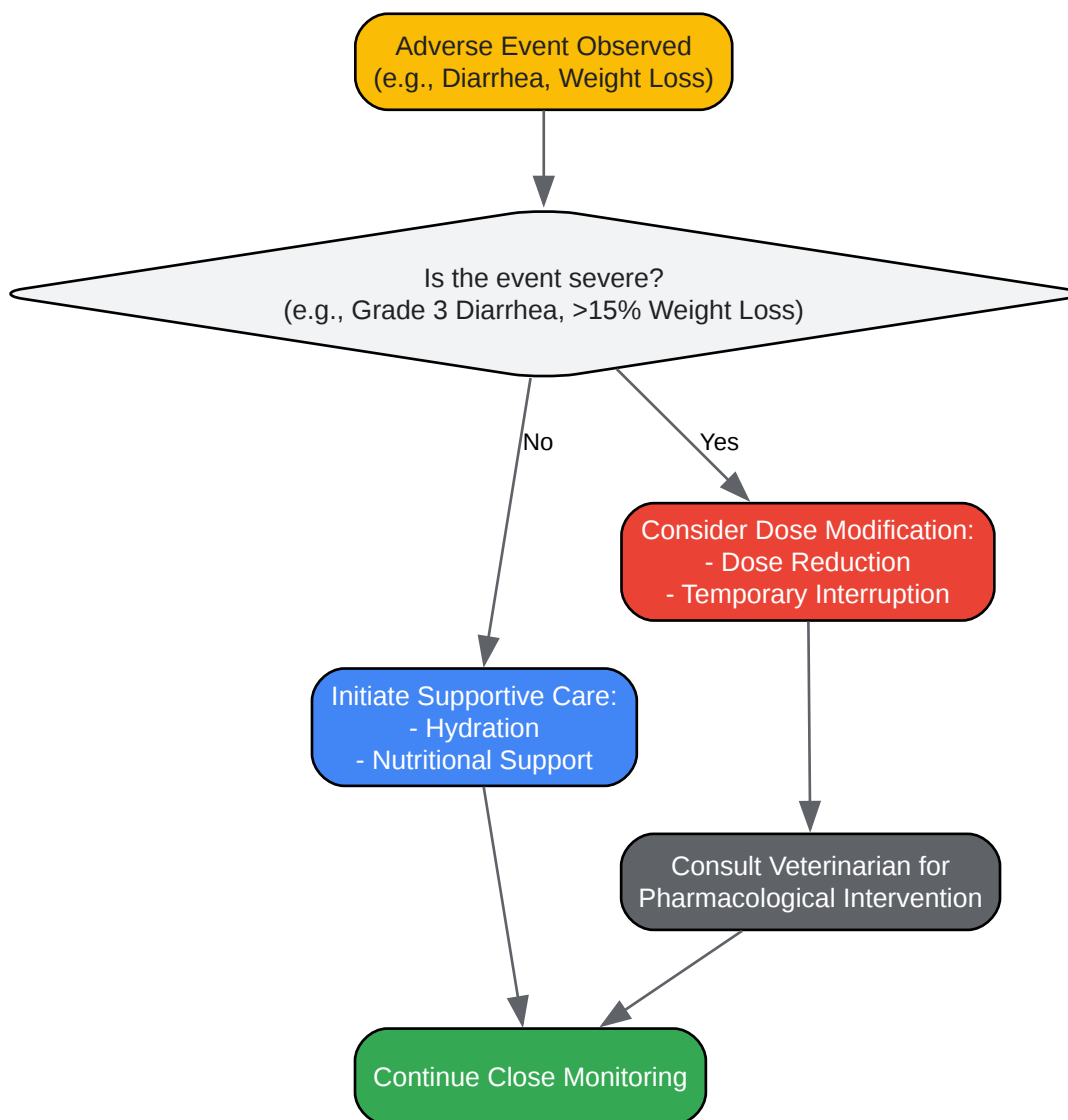 Adverse Event Observed
(e.g., Diarrhea, Weight Loss)
Is the event severe?
(e.g., Grade 3 Diarrhea, >15% Weight Loss)
No
Yes
Consider Dose Modification:
- Dose Reduction
- Temporary Interruption
Initiate Supportive Care:
- Hydration
- Nutritional Support
Consult Veterinarian for
Pharmacological Intervention
Continue Close Monitoring